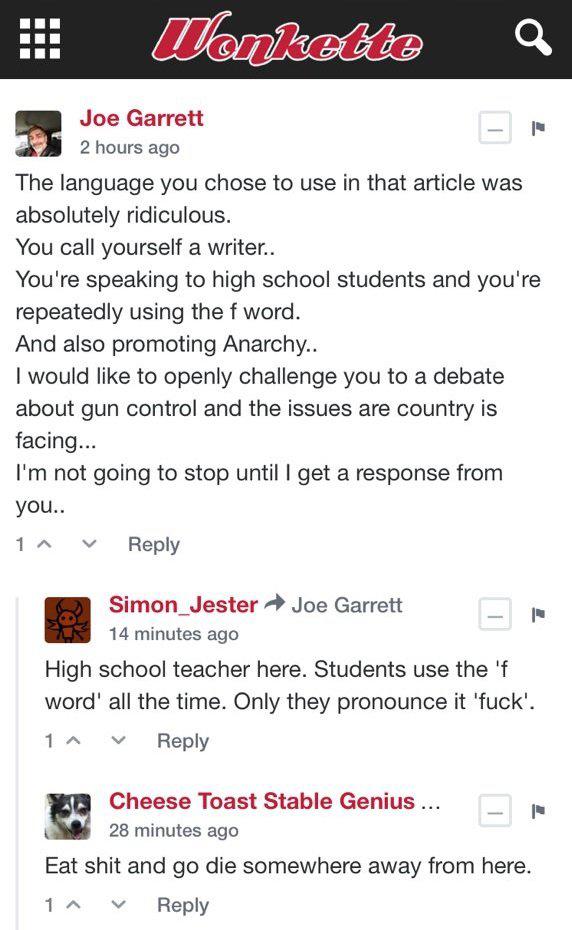 Wonkette
Joe Garrett
2 hours ago
The language you chose to use in that article was
absolutely ridiculous.
You call yourself a writer..
You're speaking to high school students and you're
repeatedly using the f word.
And also promoting Anarchy..
I would like to openly challenge you to a debate
about gun control and the issues are country is
facing...
I'm not going to stop until I get a response from
you..
1 Reply
Simon_Jester Joe Garrett
14 minutes ago
High school teacher here. Students use the 'f
word' all the time. Only they pronounce it 'fuck'.
1 Reply
Cheese Toast Stable Genius ...
28 minutes ago
Eat shit and go die somewhere away from here.
1 Reply